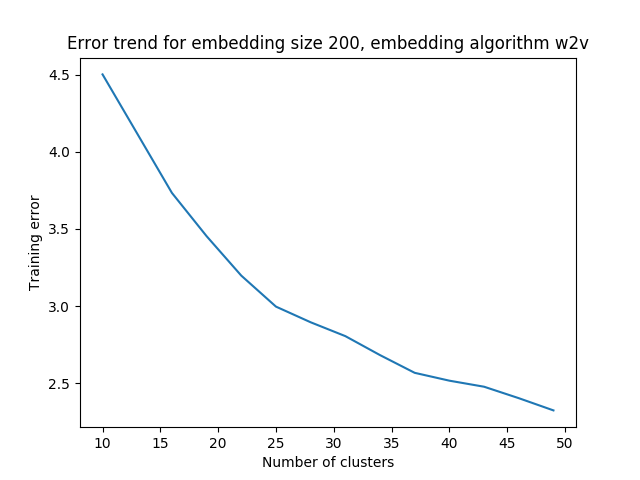 Error trend for embedding size 200, embedding algorithm w2v
4.5
4.0
3.5
3.0
2.5
Training error
10 15 20 25 30 35 40 45 50
Number of clusters